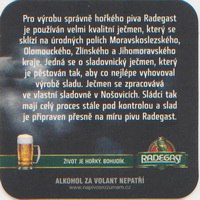 Pro výrobu správně hořkého piva Radegast
je používán velmi kvalitní ječmen, který se
sklízí na úrodných polích Moravskoslezského,
Olomouckého, Zlínského a Jihomoravského
kraje. Jedná se o sladovnický ječmen, který
je pěstován tak, aby co nejlépe vyhovoval
výrobě sladu. Ječmen se zpracovává
ve vlastní sladovně v Nošovicích. Sládci tak
mají celý proces stále pod kontrolou a slad
je připraven přesně na míru pivu Radegast.
ŽIVOT JE HOŘKÝ. BOHUDÍK.
RADEGAST
ALKOHOL ZA VOLANT NEPATŘÍ
www.napivosrozumem.cz